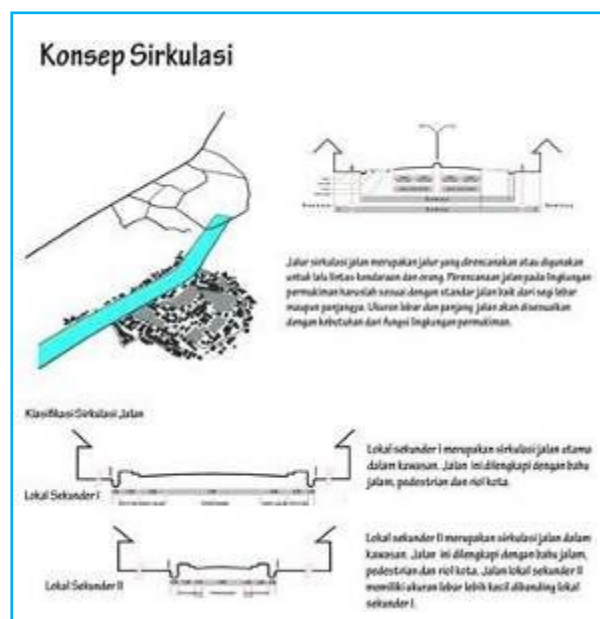 Konsep Sirkulasi
Jalur sirkulasi jalan merupakan jalur yang direncanakan atau digunakan
untuk lalu lintas kendaraan dan orang. Perencanaan jalan pada lingkungan
permukiman haruslah sesuai dengan standar jalan baik dari segi lebar
maupun panjangya. Ukuran lebar dan panjang jalan akan disesuaikan
dengan kebutuhan dari fungsi lingkungan permukiman.
Klasifikasi Sirkulasi Jalan
Lokal sekunder I merupakan sirkulasi jalan utama
dalam kawasan. Jalan ini dilengkapi dengan bahu
jalam, pedestrian dan riol kota.
Lokal Sekunder I
Lokal sekunder II merupakan sirkulasi jalan dalam
kawasan. Jalan ini dilengkapi dengan bahu jalam,
pedestrian dan riol kota. Jalan lokal sekunder II
memiliki ukuran lebar lebih kecil dibanding lokal
sekunder I.
Lokal Sekunder II